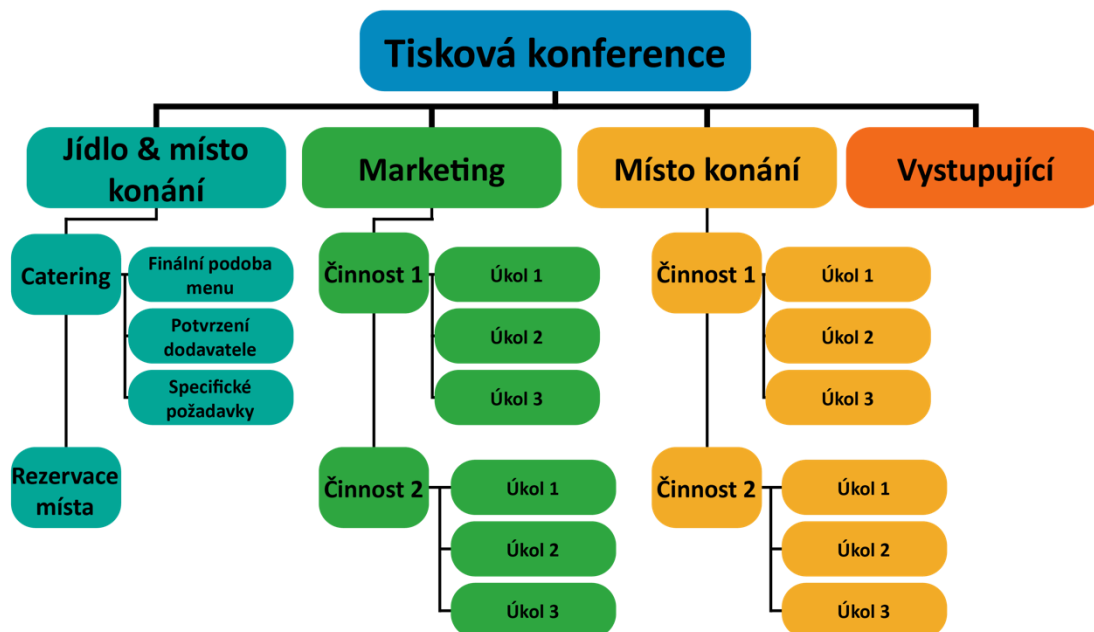 Tisková konference
Jídlo & místo
konání
Marketing
Místo konání
Vystupující
Catering
Finální podoba
menu
Potvrzení
dodavatele
Specifické
požadavky
Rezervace
místa
Činnost 1
Úkol 1
Úkol 2
Úkol 3
Činnost 2
Úkol 1
Úkol 2
Úkol 3
Činnost 1
Úkol 1
Úkol 2
Úkol 3
Činnost 2
Úkol 1
Úkol 2
Úkol 3